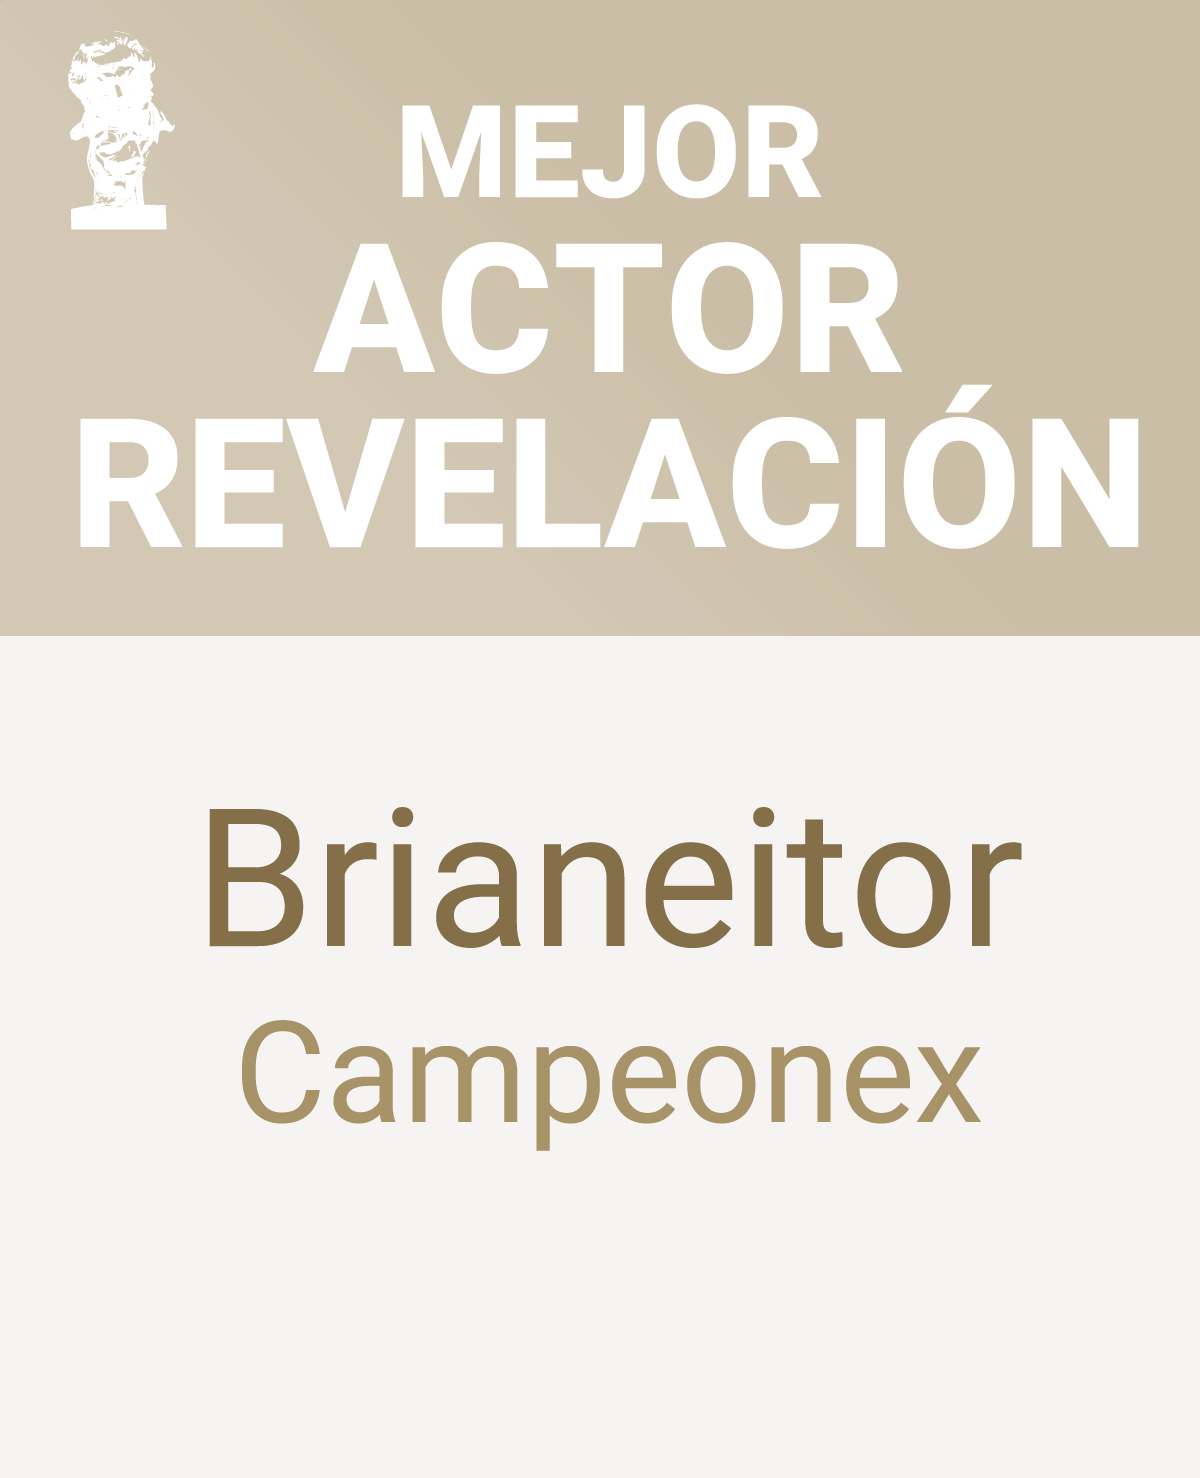 MEJOR
ACTOR
REVELACIÓN
Brianeitor
Campeonex